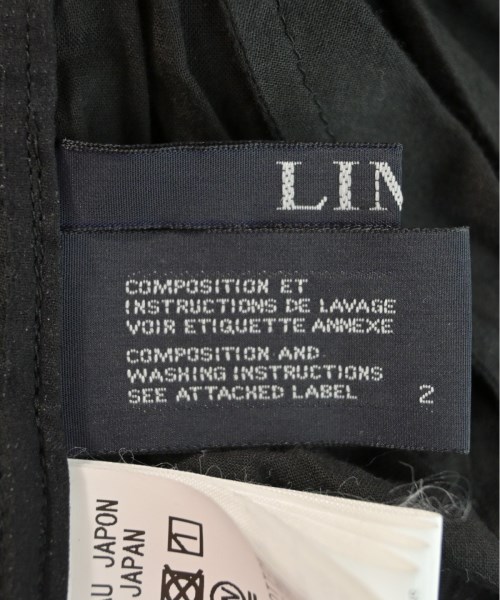 LIN
COMPOSITION ET
INSTRUCTIONS DE LAVAGE
VOIR ETIQUETTE ANNEXE
COMPOSITION AND
WASHING INSTRUCTIONS
SEE ATTACHED LABEL 2
AU JAPON
JAPAN